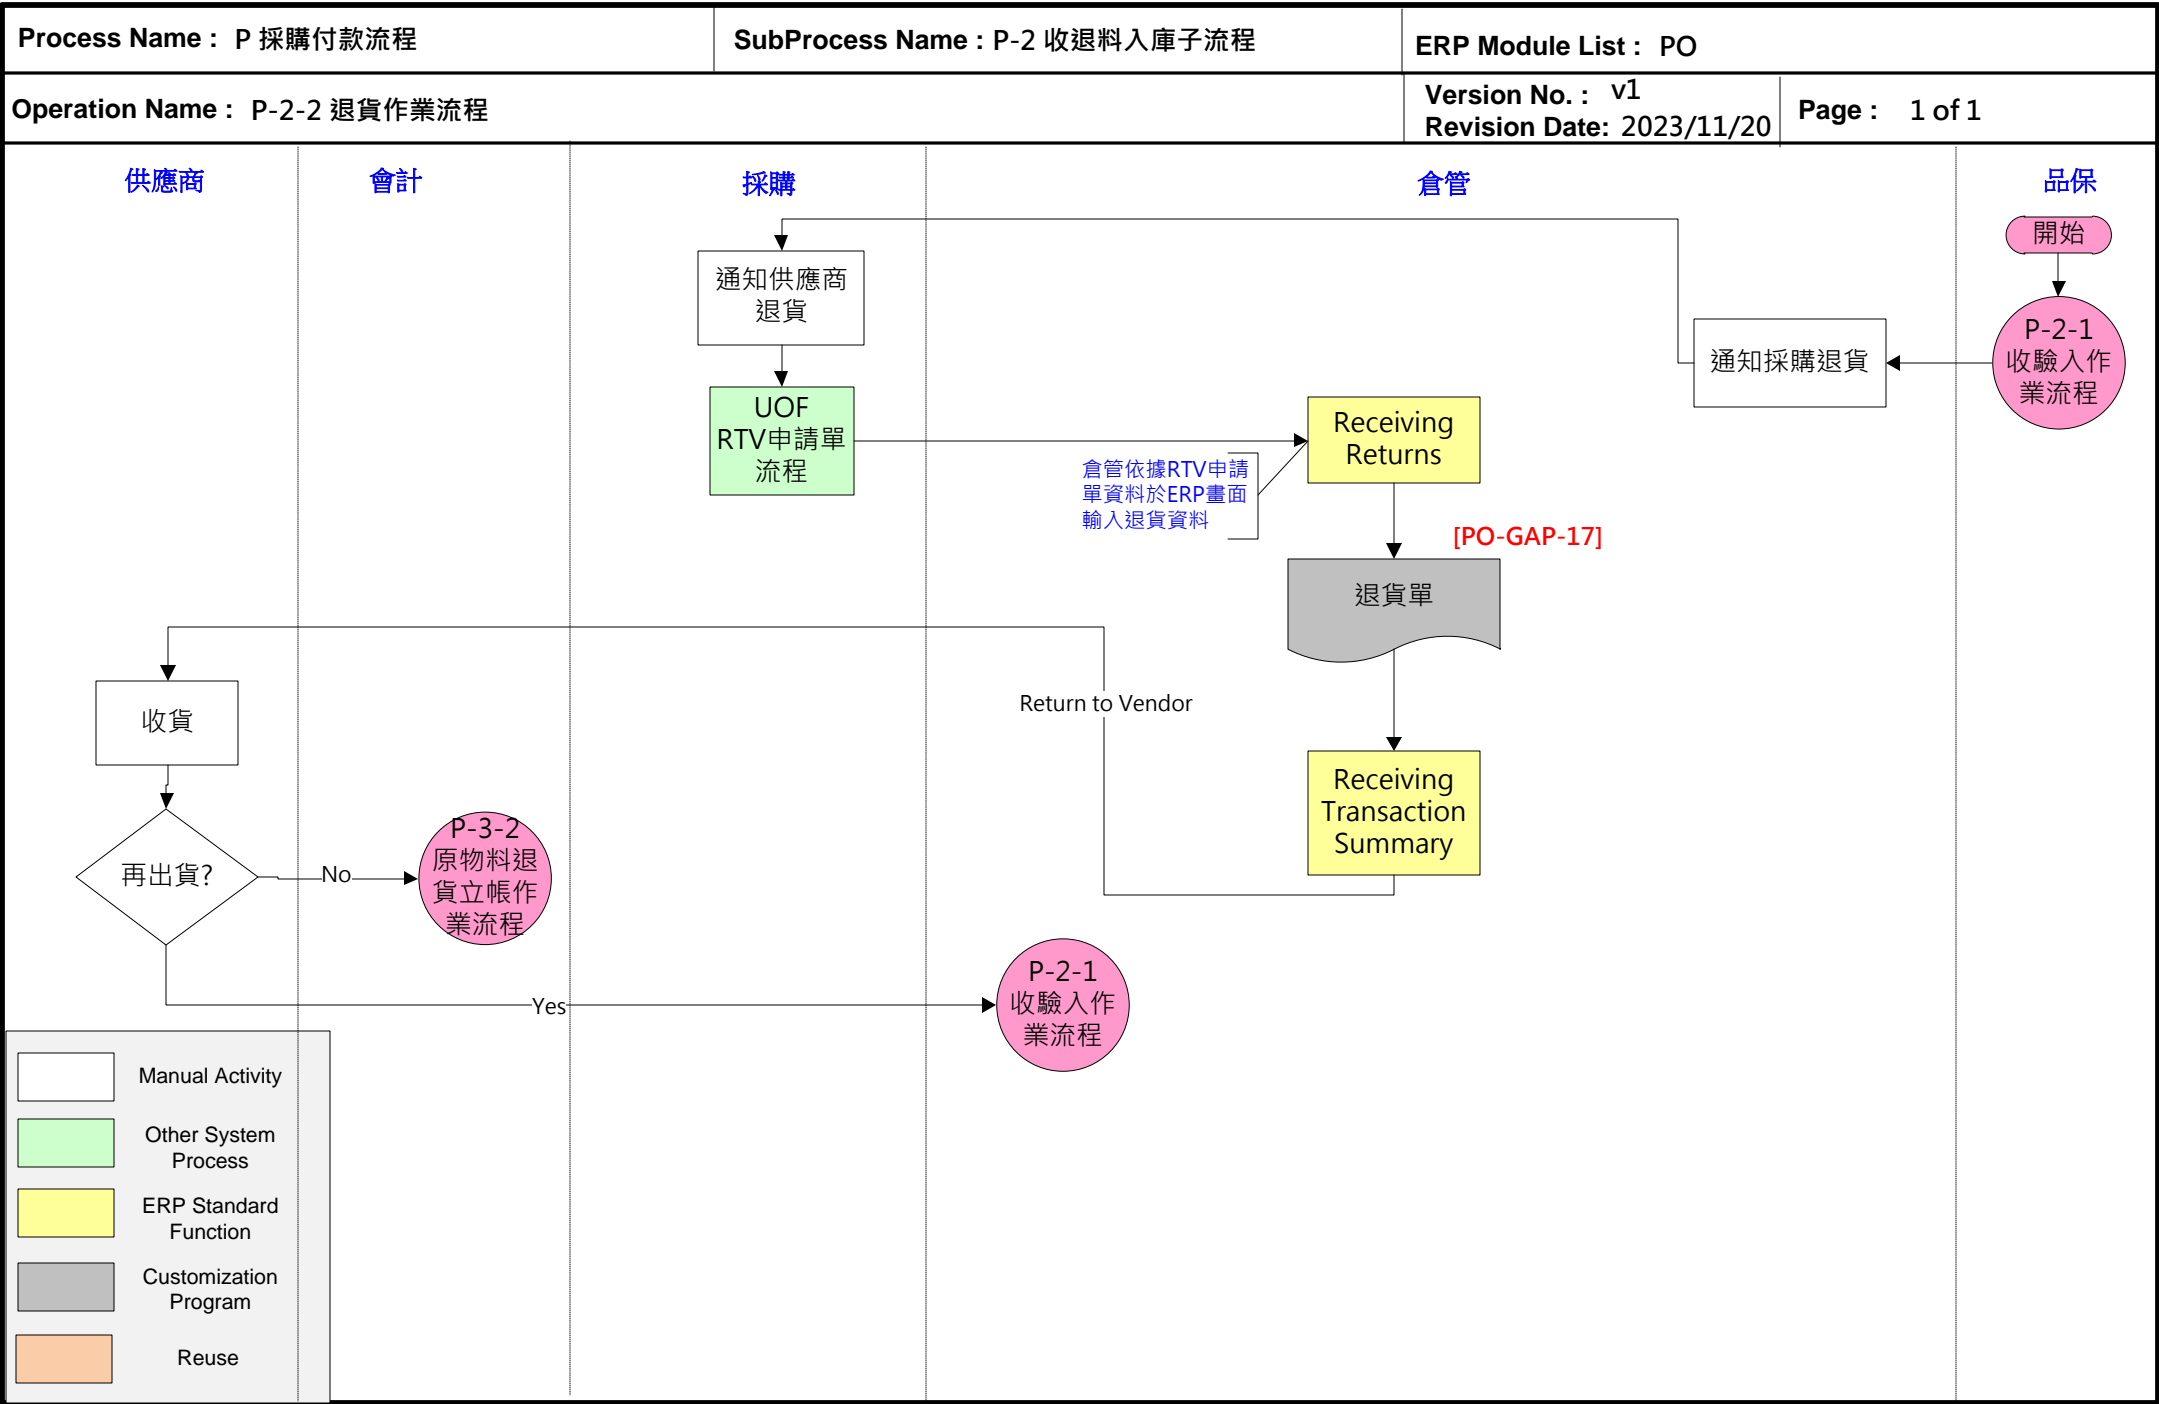 Process Name : P 採購付款流程
SubProcess Name : P-2 收退料入庫子流程
ERP Module List : PO
Operation Name : P-2-2 退貨作業流程
Version No. : v1
Revision Date: 2023/11/20
Page : 1 of 1
供應商
會計
採購
倉管
品保
開始
通知供應商
退貨
P-2-1
收驗入作
業流程
通知採購退貨
UOF
RTV申請單
流程
Receiving
Returns
倉管依據RTV申請
單資料於ERP畫面
輸入退貨資料
[PO-GAP-17]
退貨單
Return to Vendor
收貨
Receiving
Transaction
Summary
再出貨?
No
P-3-2
原物料退
貨立帳作
業流程
Yes
P-2-1
收驗入作
業流程
Manual Activity
Other System
Process
ERP Standard
Function
Customization
Program
Reuse